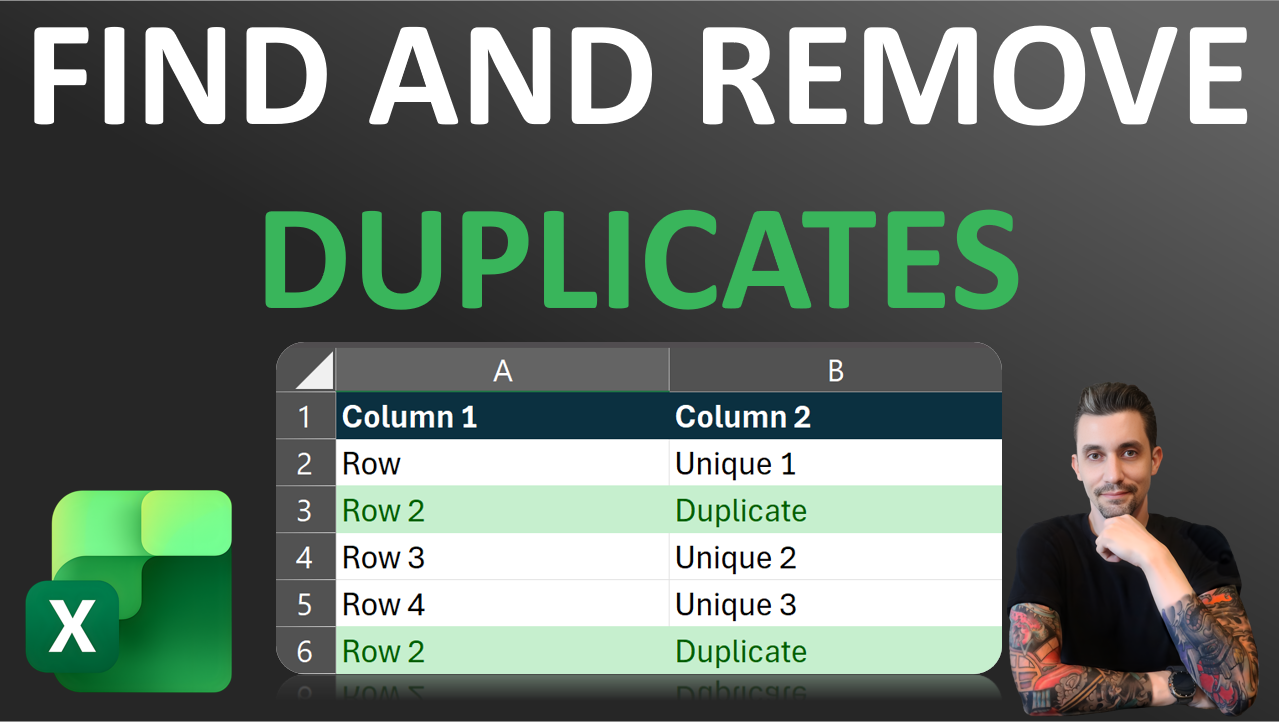 FIND AND REMOVE
DUPLICATES
A B
1 Column 1 Column 2
2 Row Unique 1
3 Row 2 Duplicate
4 Row 3 Unique 2
5 Row 4 Unique 3
6 Row 2 Duplicate
X